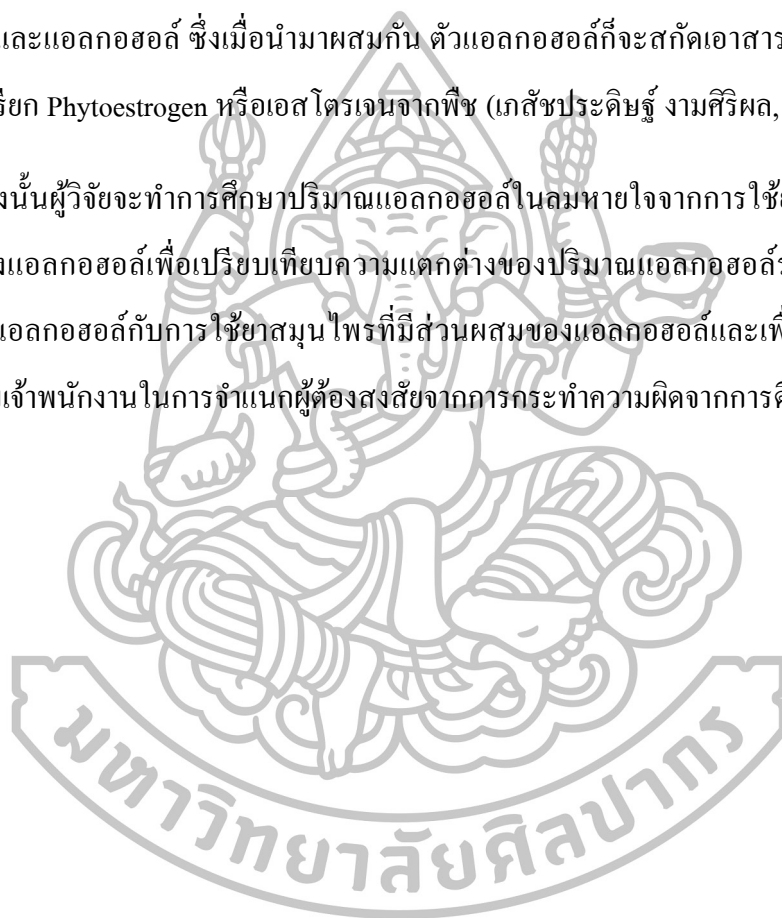 และแอลกอฮอล์ ซึ่งเมื่อนำมาผสมกัน ตัวแอลกอฮอล์ก็จะสกัดเอาสาร
รียก Phytoestrogen หรือเอสโตรเจนจากพืช (เภสัชประดิษฐ์ งามศิริผล,
งนั้นผู้วิจัยจะทำการศึกษาปริมาณแอลกอฮอล์ในลมหายใจจากการใช้
งแอลกอฮอล์เพื่อเปรียบเทียบความแตกต่างของปริมาณแอลกอฮอล์
แอลกอฮอล์กับการใช้ยาสมุนไพรที่มีส่วนผสมของแอลกอฮอล์และเพื่
เจ้าพนักงานในการจำแนกผู้ต้องสงสัยจากการกระทำความผิดจากการด
มหาวิทยาลัยศิลปากร